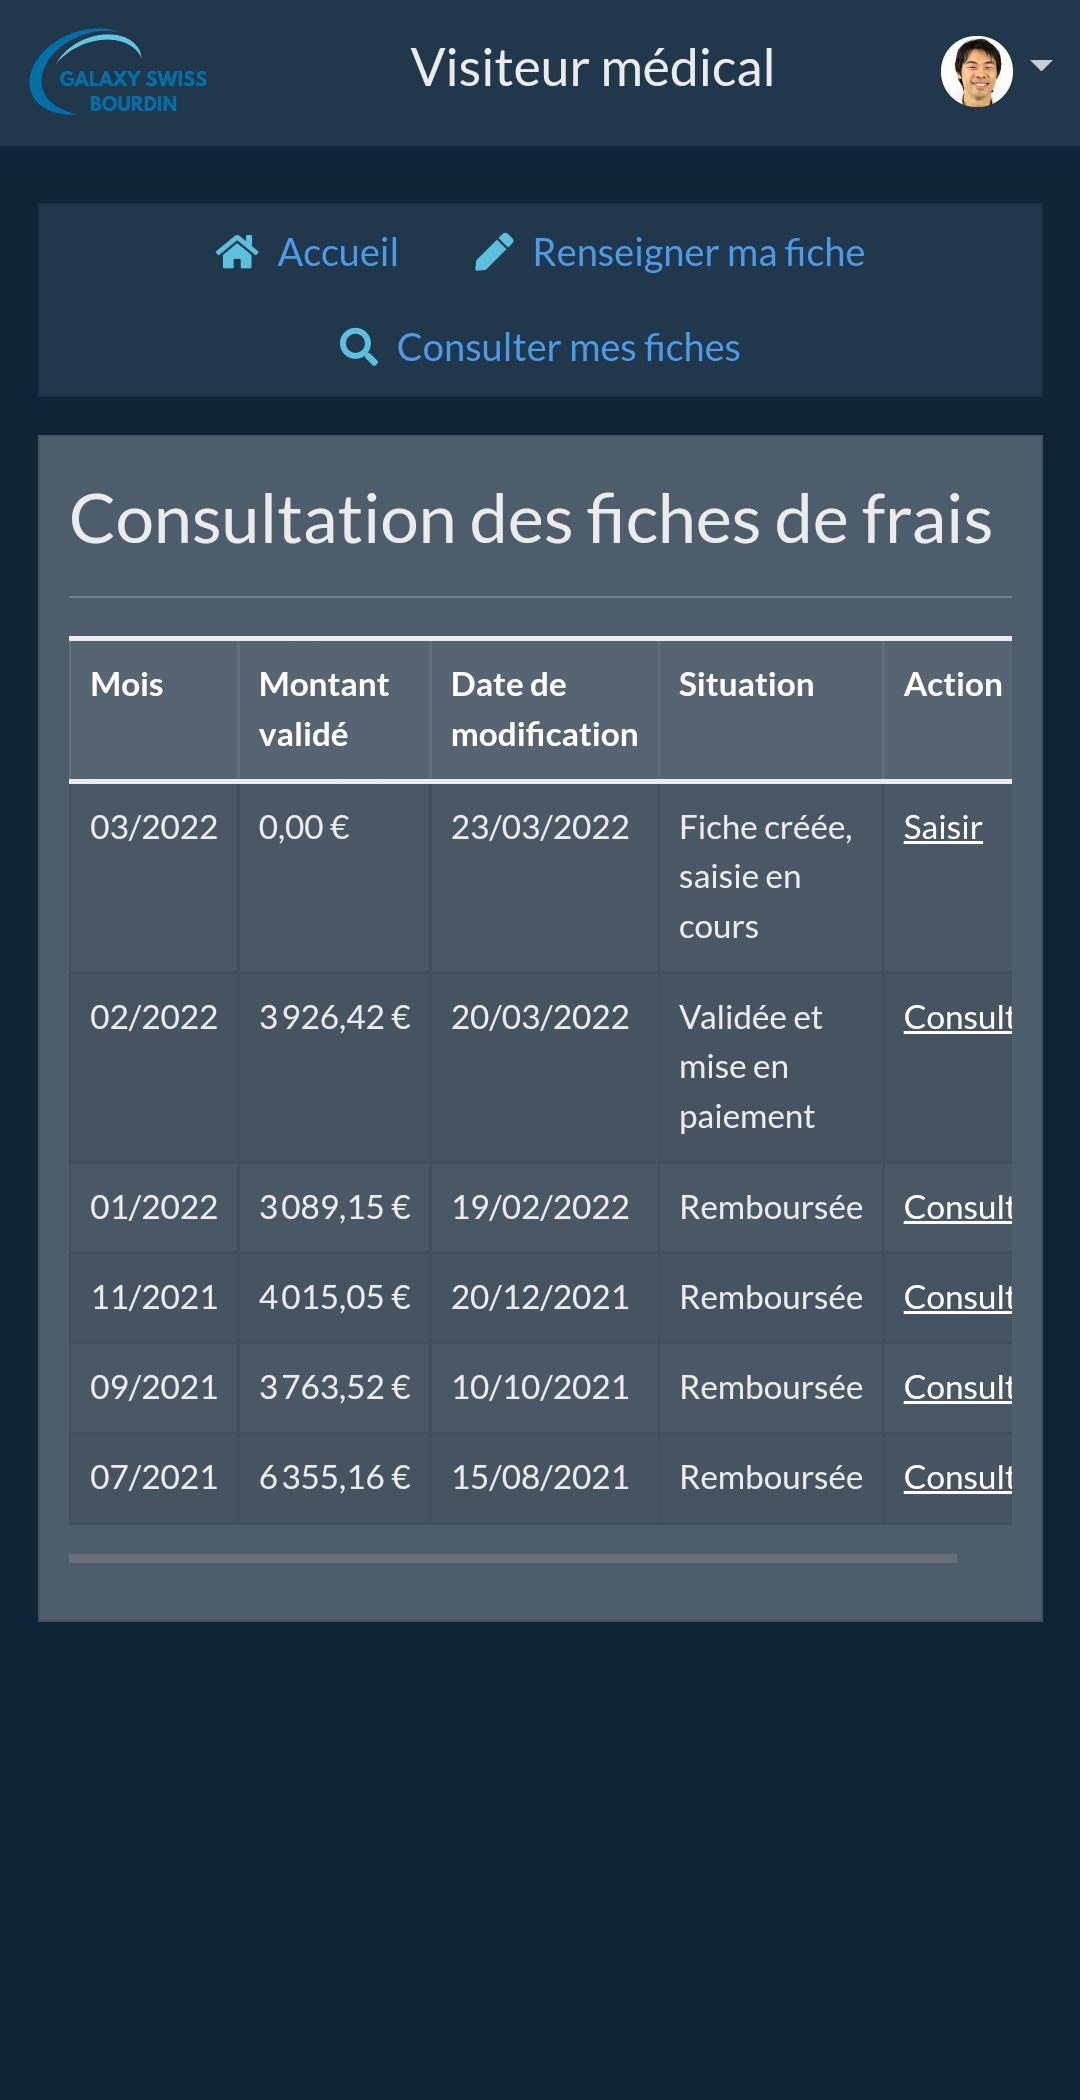 GALAXY SWISS
BOURDIN
Visiteur médical
Accueil
Renseigner ma fiche
Consulter mes fiches
Consultation des fiches de frais
Mois
Montant
validé
Date de
modification
Situation
Action
03/2022
0,00 €
23/03/2022
Fiche créée,
saisie en
cours
Saisir
02/2022
3 926,42 €
20/03/2022
Validée et
mise en
paiement
Consult
01/2022
3 089,15 €
19/02/2022
Remboursée
Consult
11/2021
4 015,05 €
20/12/2021
Remboursée
Consult
09/2021
3 763,52 €
10/10/2021
Remboursée
Consult
07/2021
6 355,16 €
15/08/2021
Remboursée
Consult